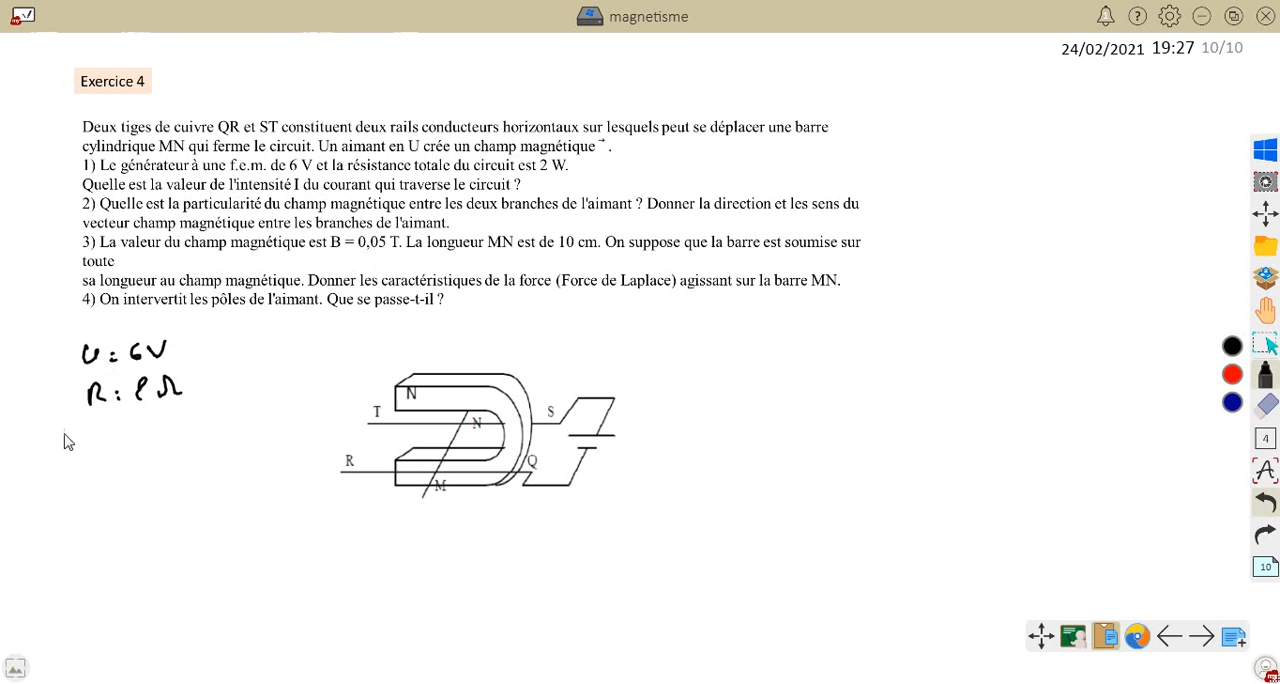 magnetisme
24/02/2021 19:27 10/10
Exercice 4
Deux tiges de cuivre QR et ST constituent deux rails conducteurs horizontaux sur lesquels peut se déplacer une barre
cylindrique MN qui ferme le circuit. Un aimant en U crée un champ magnétique ⃗ .
1) Le générateur à une f.e.m. de 6 V et la résistance totale du circuit est 2 W.
Quelle est la valeur de l'intensité I du courant qui traverse le circuit ?
2) Quelle est la particularité du champ magnétique entre les deux branches de l'aimant ? Donner la direction et les sens du
vecteur champ magnétique entre les branches de l'aimant.
3) La valeur du champ magnétique est B = 0,05 T. La longueur MN est de 10 cm. On suppose que la barre est soumise sur
toute
sa longueur au champ magnétique. Donner les caractéristiques de la force (Force de Laplace) agissant sur la barre MN.
4) On intervertit les pôles de l'aimant. Que se passe-t-il ?
U = 6V
R = 2 Ω
N
T
N
S
R
Q
M
4
A
10